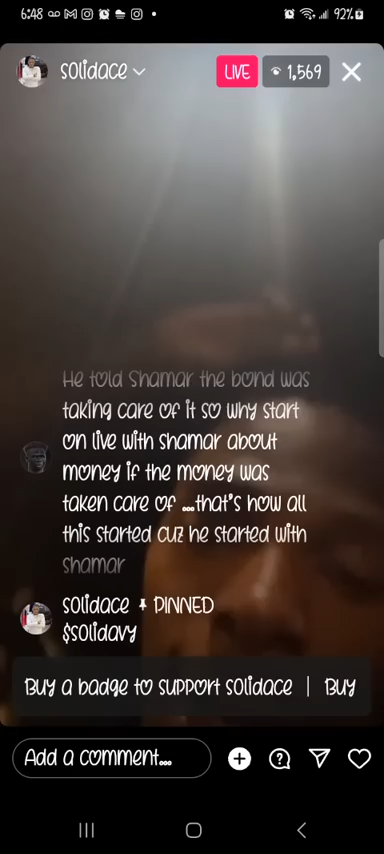 6:48 92%
solidace LIVE 1,569
He told Shamar the bond was
taking care of it so why start
on live with shamar about
money if the money was
taken care of ...that's how all
this started cuz he started with
shamar
solidace PINNED
$solidavy
Buy a badge to support solidace | Buy
Add a comment...